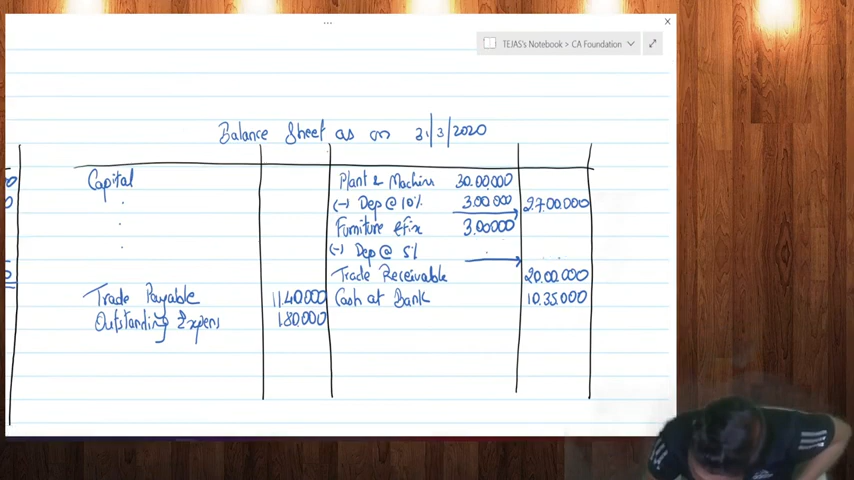 TEJAS's Notebook > CA Foundation
Balance Sheet as on 31/3/2020
Capital Plant & Machin 30.00.000
(-) Dep @ 10% 3.00.000 27.00.000
Furniture & Fix 3.00000
(-) Dep @ 5%
Trade Receivable 20.00.000
Trade Payable 11.40.000 Cash at Bank 10.35.000
Outstanding Expens 1.80.000